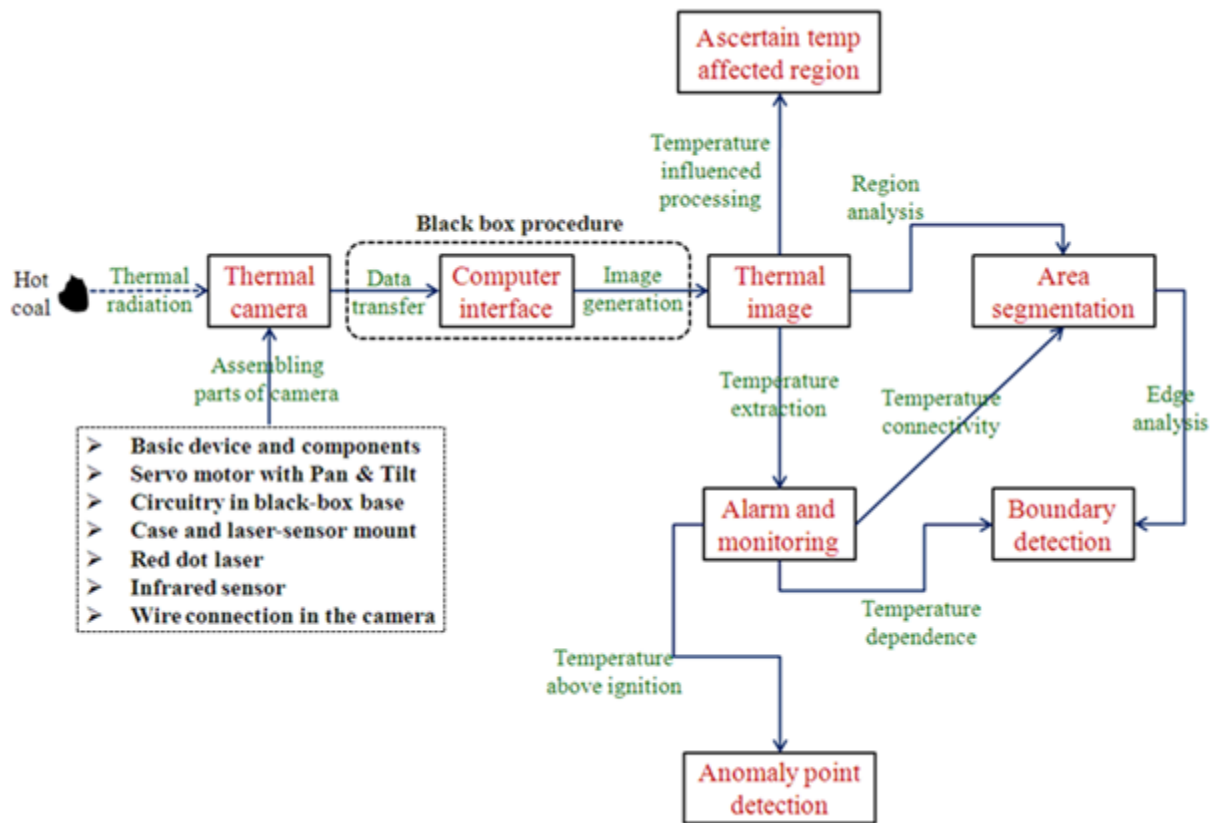 Ascertain temp
affected region
Temperature
influenced
processing
Region
analysis
Black box procedure
Hot
coal
Thermal
radiation
Thermal
camera
Data
transfer
Computer
interface
Image
generation
Thermal
image
Area
segmentation
Assembling
parts of camera
Temperature
extraction
Temperature
connectivity
Edge
analysis
➢ Basic device and components
➢ Servo motor with Pan & Tilt
➢ Circuitry in black-box base
➢ Case and laser-sensor mount
➢ Red dot laser
➢ Infrared sensor
➢ Wire connection in the camera
Alarm and
monitoring
Boundary
detection
Temperature
dependence
Temperature
above ignition
Anomaly point
detection